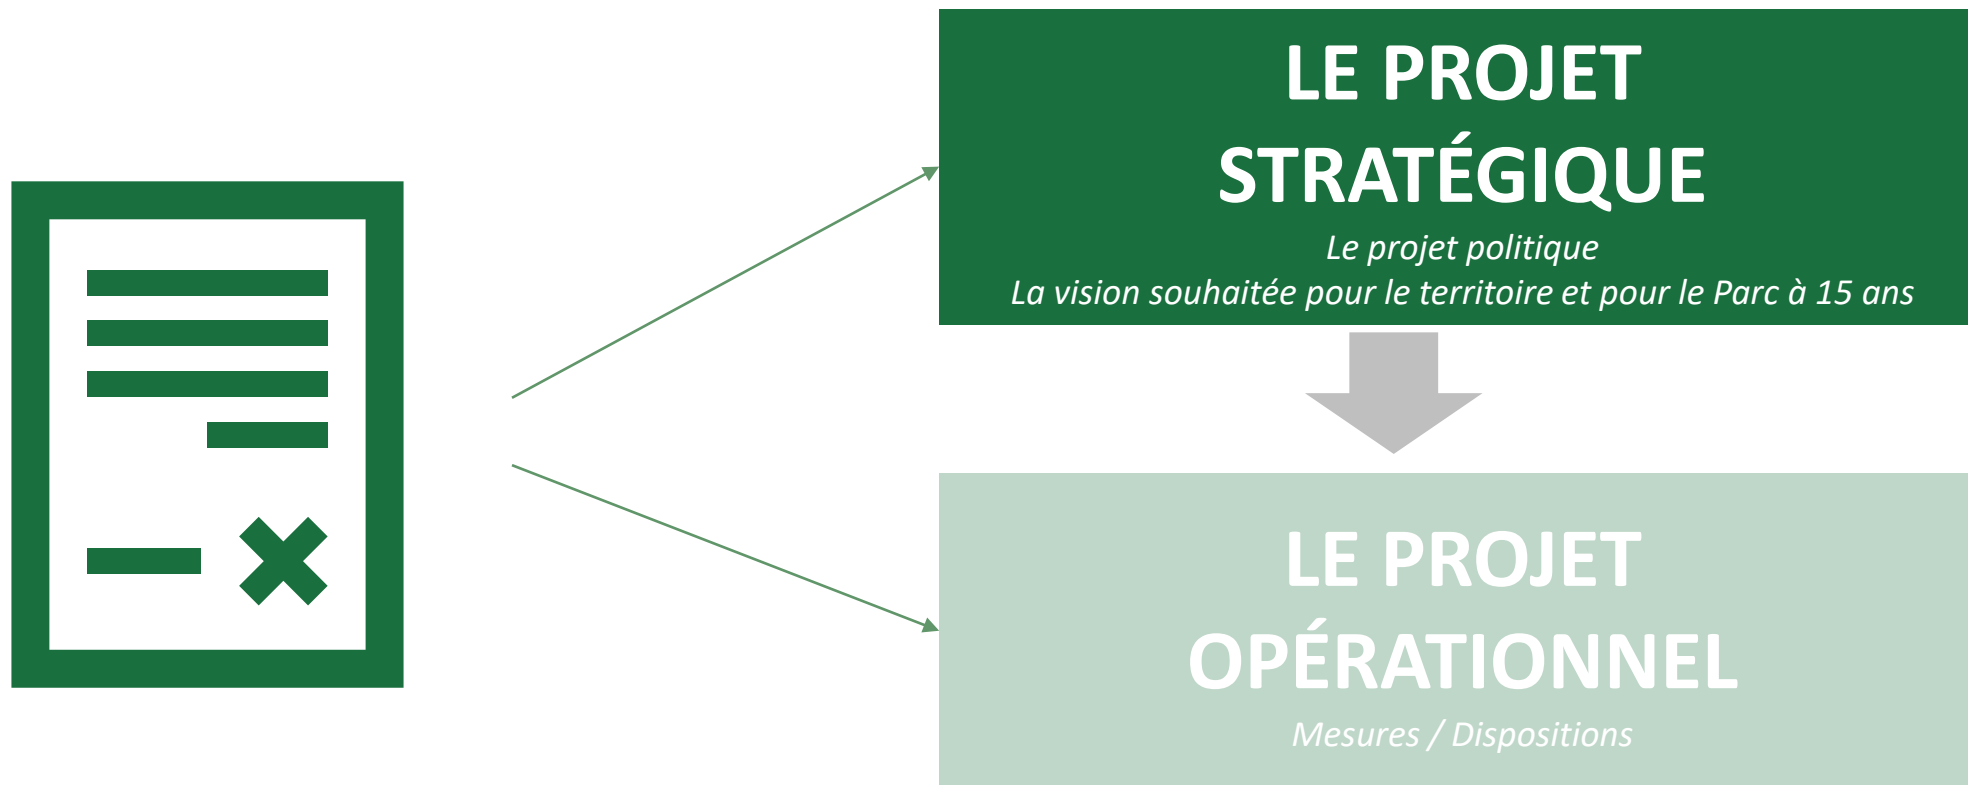 LE PROJET
STRATÉGIQUE
Le projet politique
La vision souhaitée pour le territoire et pour le Parc à 15 ans
LE PROJET
OPÉRATIONNEL
Mesures / Dispositions